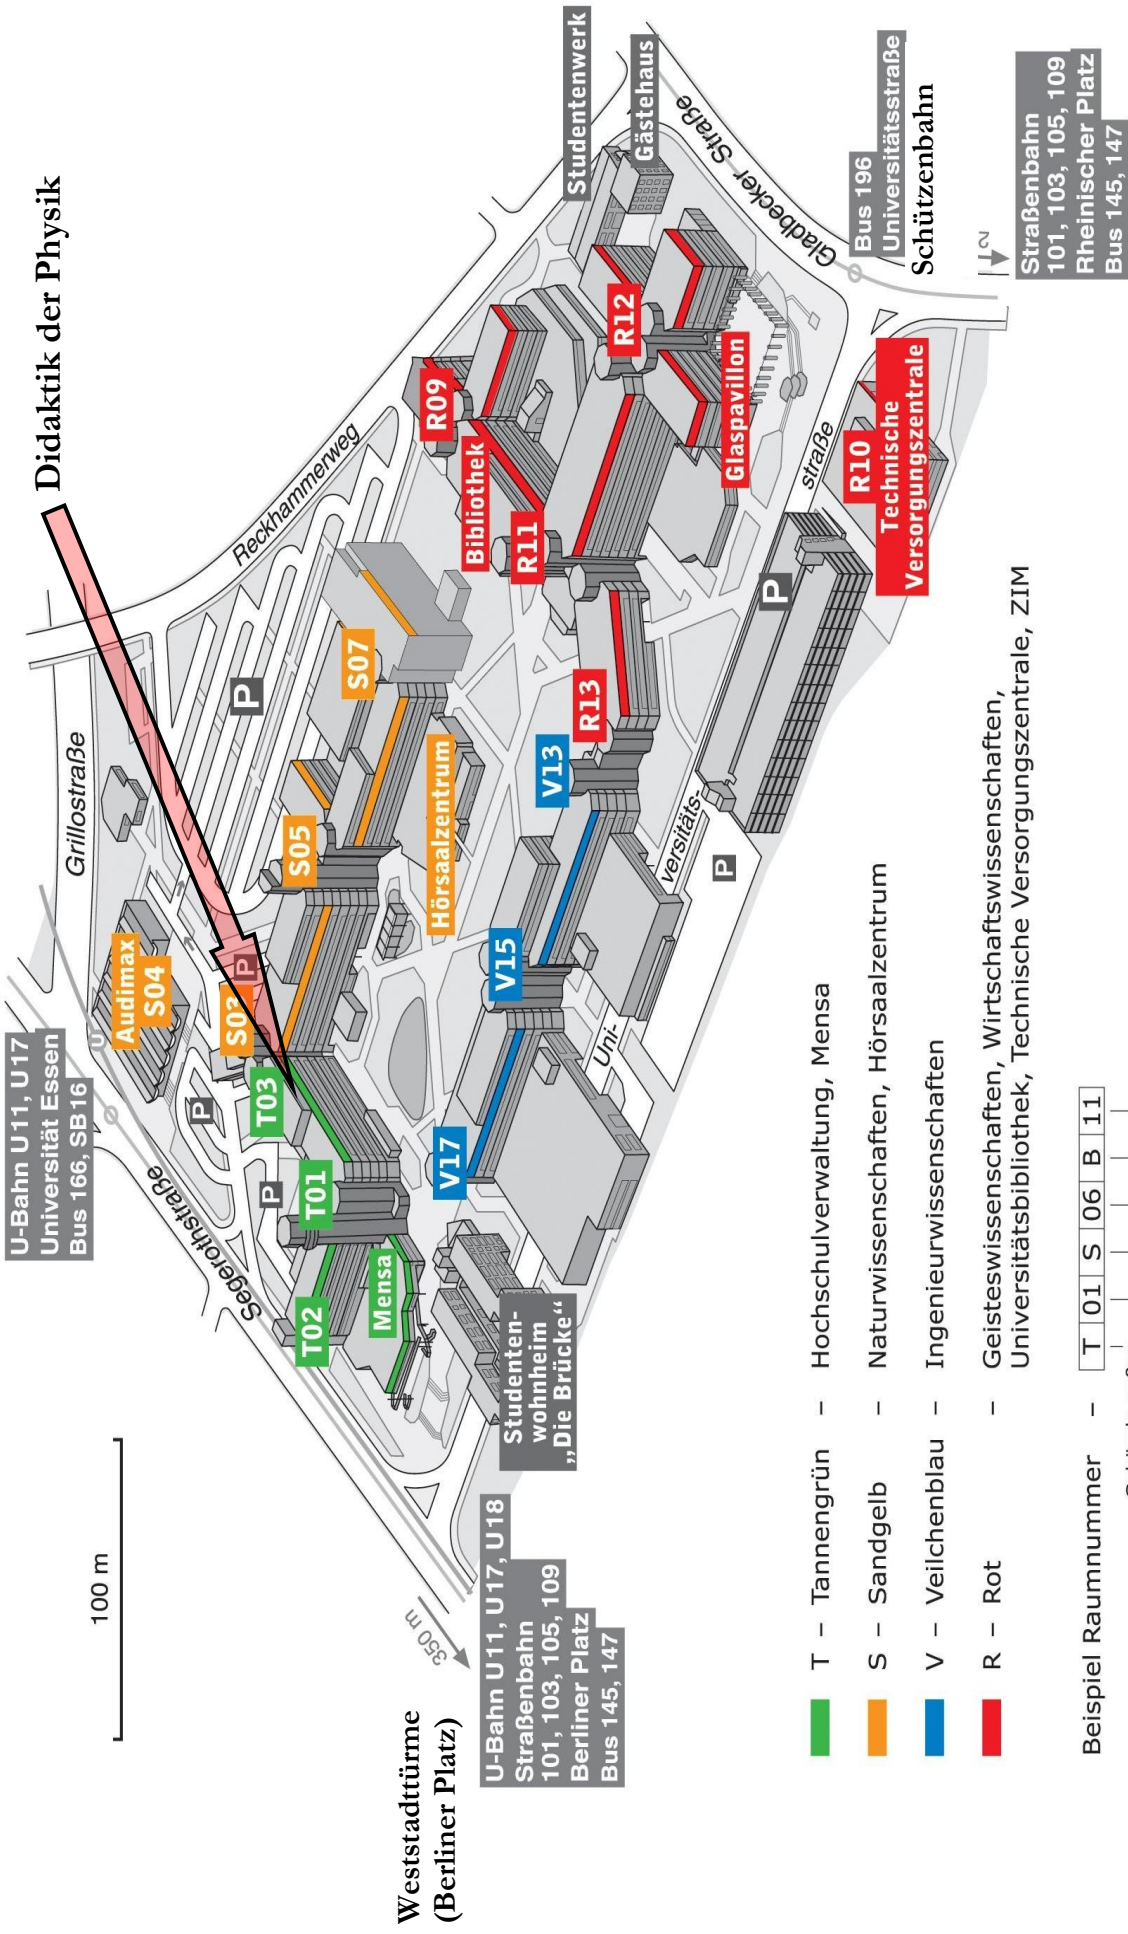 Didaktik der Physik
Studentenwerk
Gästehaus
Gladbecker Straße
Bus 196
Universitätsstraße
Schützenbahn
Straßenbahn
101, 103, 105, 109
Rheinischer Platz
Bus 145, 147
Reckhammerweg
Grillostraße
R09
R12
Bibliothek
R11
Glaspavillon
straße
R10
Technische
Versorgungszentrale
P
S07
P
R13
V13
Hörsaalzentrum
S05
versitäts-
P
Audimax
S04
P
S03
V15
Uni-
U-Bahn U11, U17
Universität Essen
Bus 166, SB16
U
P
T03
P
T01
V17
Segerothstraße
T02
Mensa
Studenten-
wohnheim
„Die Brücke“
100 m
350 m
U-Bahn U11, U17, U18
Straßenbahn
101, 103, 105, 109
Berliner Platz
Bus 145, 147
Weststadttürme
(Berliner Platz)
T – Tannengrün – Hochschulverwaltung, Mensa
S – Sandgelb – Naturwissenschaften, Hörsaalzentrum
V – Veilchenblau – Ingenieurwissenschaften
R – Rot – Geisteswissenschaften, Wirtschaftswissenschaften,
Universitätsbibliothek, Technische Versorgungszentrale, ZIM
Beispiel Raumnummer – T 01 S 06 B 11